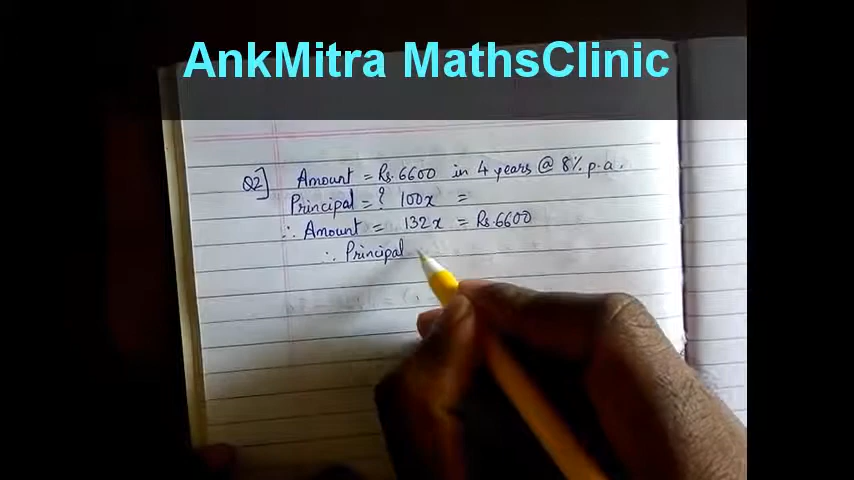 AnkMitra MathsClinic
Q2] Amount = Rs.6600 in 4 years @ 8% p.a.
Principal = ? 100x =
∴ Amount = 132x = Rs.6600
∴ Principal